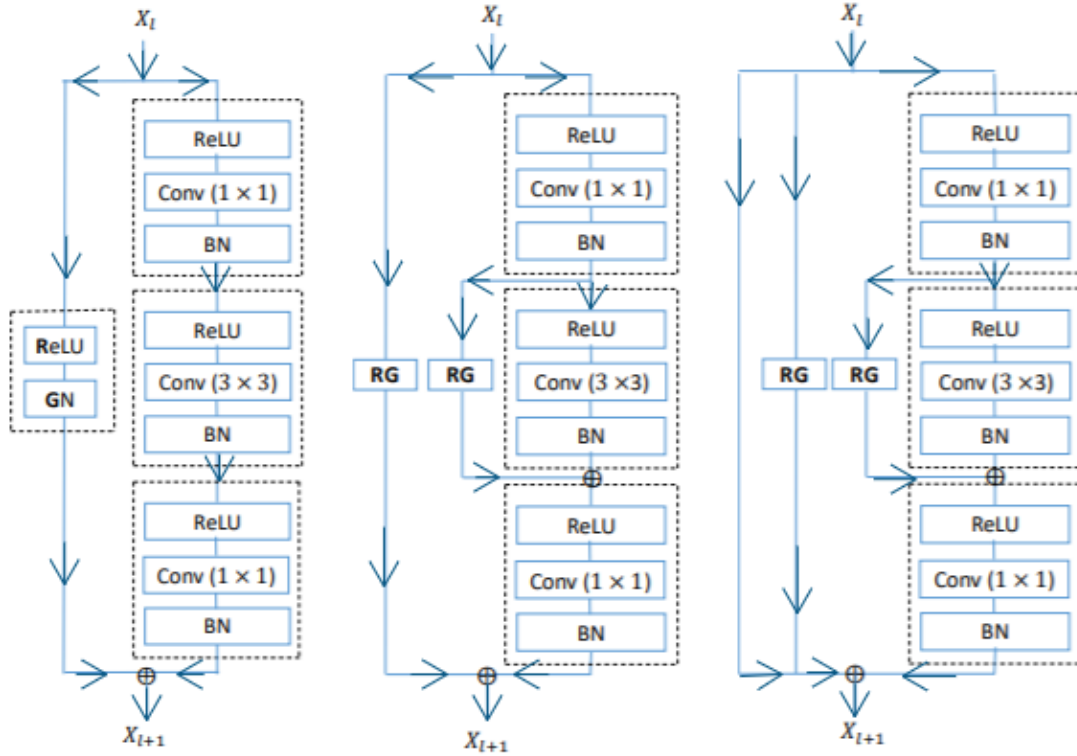 X_l
ReLU
Conv (1 × 1)
BN
ReLU
GN
ReLU
Conv (3 × 3)
BN
ReLU
Conv (1 × 1)
BN
⊕
X_{l+1}
X_l
ReLU
Conv (1 × 1)
BN
RG
RG
ReLU
Conv (3 ×3)
BN
⊕
ReLU
Conv (1 × 1)
BN
⊕
X_{l+1}
X_l
ReLU
Conv (1 × 1)
BN
RG
RG
ReLU
Conv (3 ×3)
BN
⊕
ReLU
Conv (1 × 1)
BN
⊕
X_{l+1}